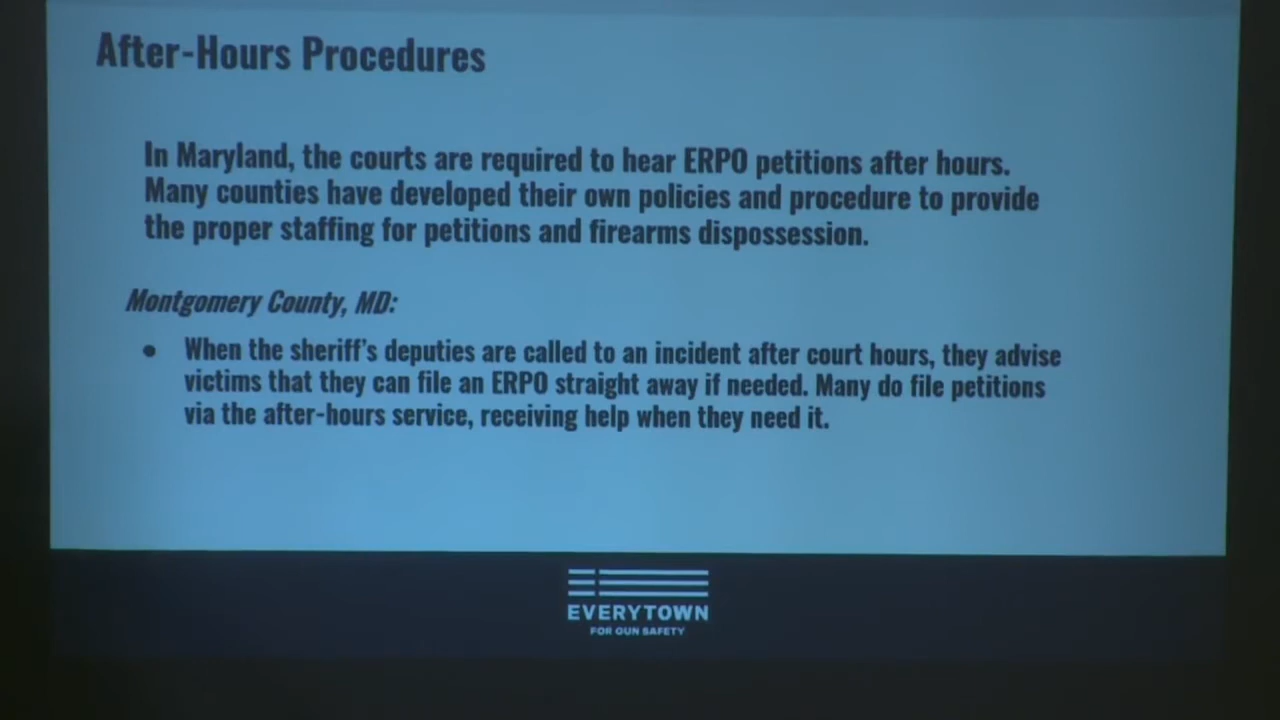 After-Hours Procedures
In Maryland, the courts are required to hear ERPO petitions after hours.
Many counties have developed their own policies and procedure to provide
the proper staffing for petitions and firearms dispossession.
Montgomery County, MD:
● When the sheriff's deputies are called to an incident after court hours, they advise
victims that they can file an ERPO straight away if needed. Many do file petitions
via the after-hours service, receiving help when they need it.
EVERYTOWN
FOR GUN SAFETY